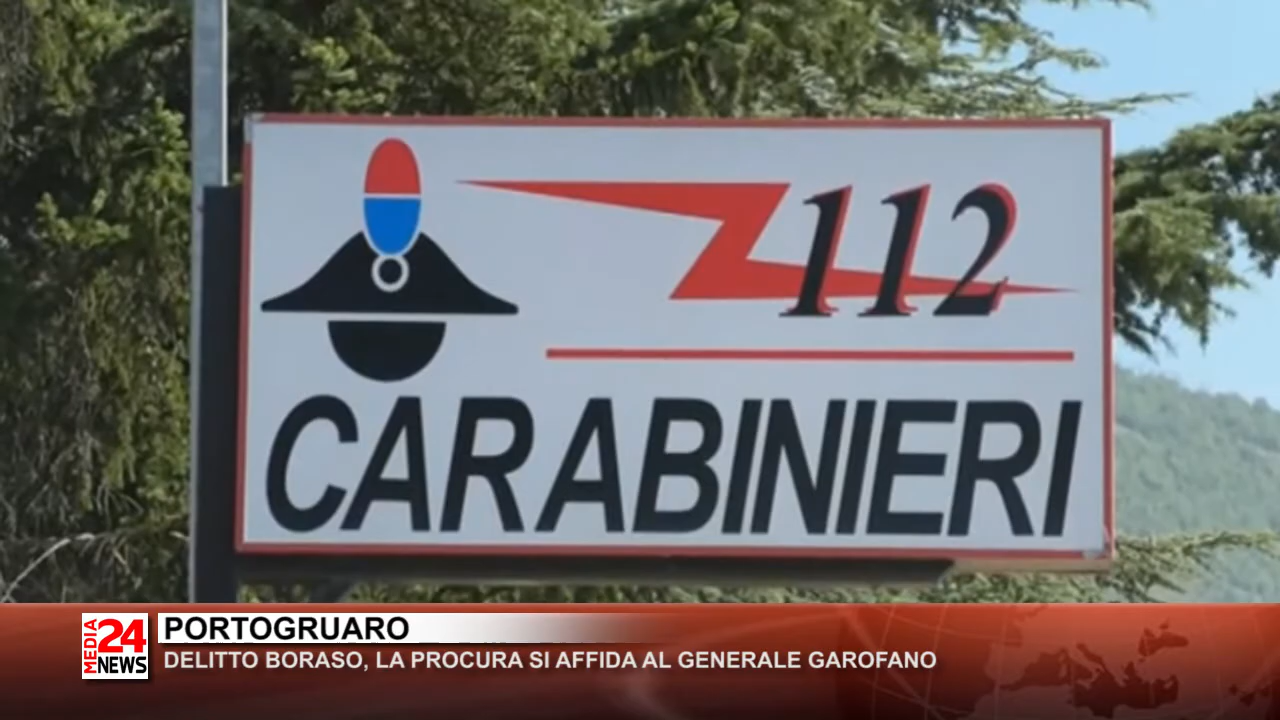 112
CARABINIERI
MEDIA
24
NEWS
PORTOGRUARO
DELITTO BORASO, LA PROCURA SI AFFIDA AL GENERALE GAROFANO